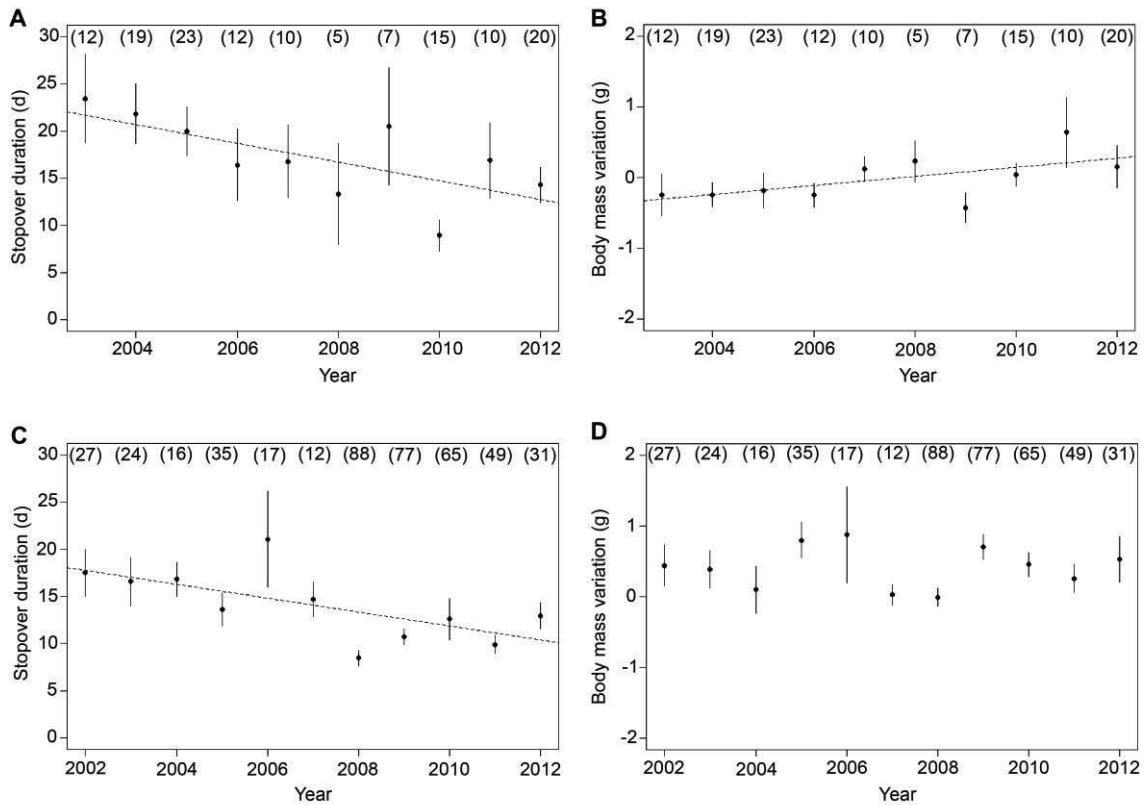 A
(12) (19) (23) (12) (10) (5) (7) (15) (10) (20)
30
25
20
15
10
5
0
Stopover duration (d)
2004 2006 2008 2010 2012
Year
B
(12) (19) (23) (12) (10) (5) (7) (15) (10) (20)
2
1
0
-1
-2
Body mass variation (g)
2004 2006 2008 2010 2012
Year
C
(27) (24) (16) (35) (17) (12) (88) (77) (65) (49) (31)
30
25
20
15
10
5
0
Stopover duration (d)
2002 2004 2006 2008 2010 2012
Year
D
(27) (24) (16) (35) (17) (12) (88) (77) (65) (49) (31)
2
1
0
-1
-2
Body mass variation (g)
2002 2004 2006 2008 2010 2012
Year